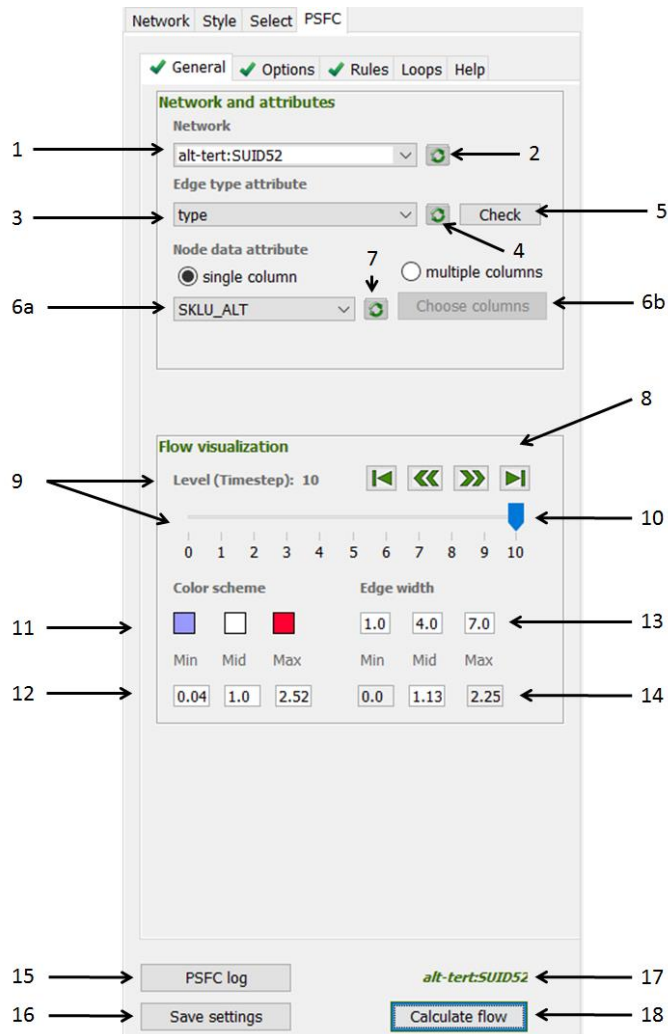 Network Style Select PSFC
General Options Rules Loops Help
Network and attributes
Network
1 alt-tert:SUID52 2
Edge type attribute
3 type Check 5
4
Node data attribute 7
single column multiple columns
6a SKLU_ALT Choose columns 6b
8
Flow visualization
9 Level (Timestep): 10
10
0 1 2 3 4 5 6 7 8 9 10
Color scheme Edge width
11 1.0 4.0 7.0 13
Min Mid Max Min Mid Max
12 0.04 1.0 2.52 0.0 1.13 2.25 14
15 PSFC log alt-tert:SUID52 17
16 Save settings Calculate flow 18